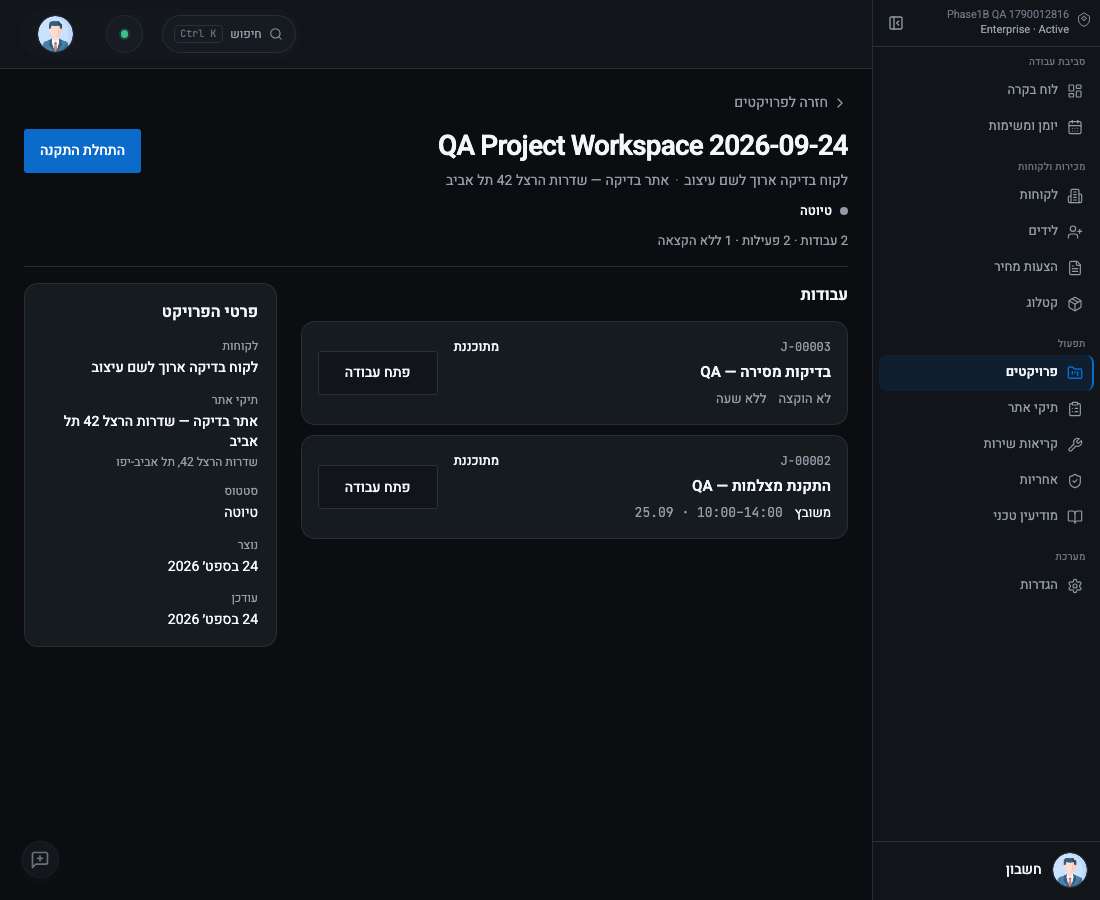 Phase1B QA 1790012816
Enterprise · Active
סביבת עבודה
לוח בקרה
יומן ומשימות
מכירות ולקוחות
לקוחות
לידים
הצעות מחיר
קטלוג
תפעול
פרויקטים
תיקי אתר
קריאות שירות
אחריות
מודיעין טכני
מערכת
הגדרות
חשבון
חיפוש Ctrl K
חזרה לפרויקטים
QA Project Workspace 2026-09-24
התחלת התקנה
לקוח בדיקה ארוך לשם עיצוב · אתר בדיקה — שדרות הרצל 42 תל אביב
טיוטה
2 עבודות · 2 פעילות · 1 ללא הקצאה
עבודות
J-00003
מתוכננת
בדיקות מסירה — QA
לא הוקצה ללא שעה
פתח עבודה
J-00002
מתוכננת
התקנת מצלמות — QA
משובץ 25.09 · 10:00–14:00
פתח עבודה
פרטי הפרויקט
לקוחות
לקוח בדיקה ארוך לשם עיצוב
תיקי אתר
אתר בדיקה — שדרות הרצל 42 תל
אביב
שדרות הרצל 42, תל אביב-יפו
סטטוס
טיוטה
נוצר
24 בספט׳ 2026
עודכן
24 בספט׳ 2026